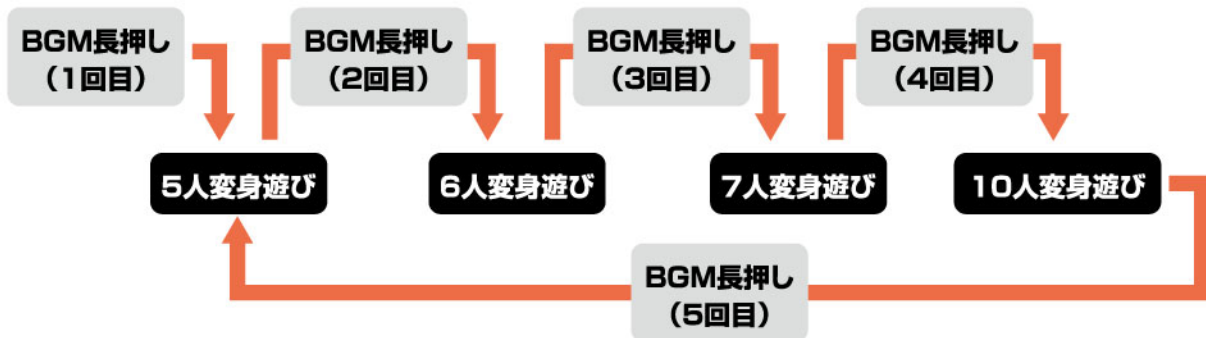 BGM長押し
（1回目）
BGM長押し
（2回目）
BGM長押し
（3回目）
BGM長押し
（4回目）
5人変身遊び
6人変身遊び
7人変身遊び
10人変身遊び
BGM長押し
（5回目）